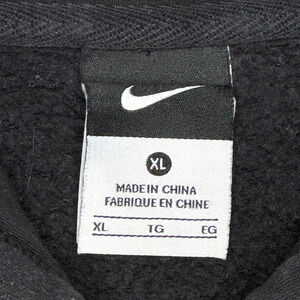 XL
MADE IN CHINA
FABRIQUE EN CHINE
XL TG EG